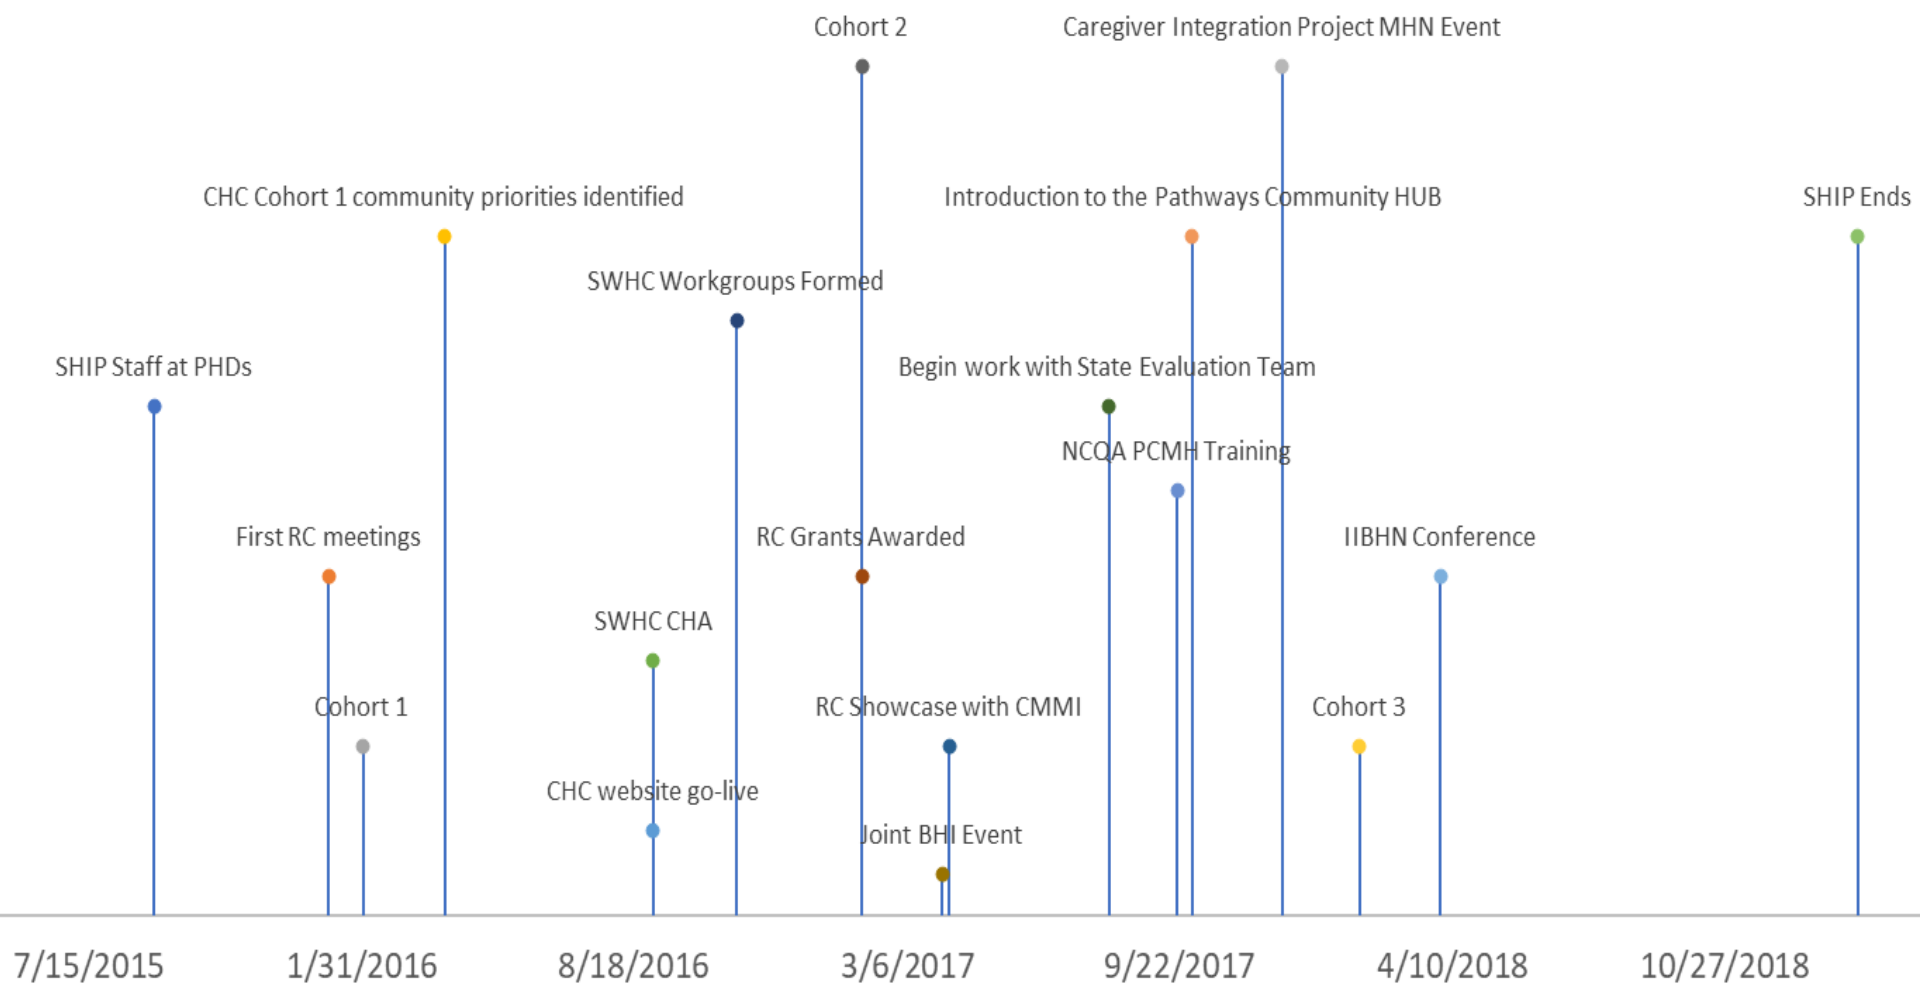 Cohort 2
Caregiver Integration Project MHN Event
CHC Cohort 1 community priorities identified
Introduction to the Pathways Community HUB
SHIP Ends
SWHC Workgroups Formed
SHIP Staff at PHDs
Begin work with State Evaluation Team
NCQA PCMH Training
First RC meetings
RC Grants Awarded
IIBHN Conference
SWHC CHA
Cohort 1
RC Showcase with CMMI
Cohort 3
CHC website go-live
Joint BHI Event
7/15/2015
1/31/2016
8/18/2016
3/6/2017
9/22/2017
4/10/2018
10/27/2018